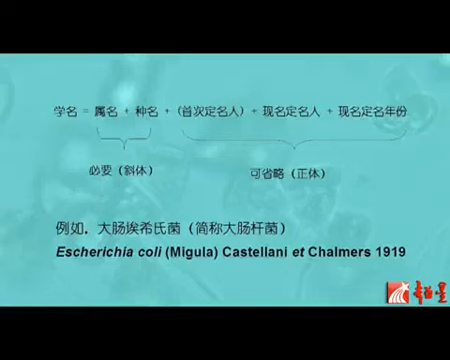 学名 = 属名 + 种名 + (首次定名人) + 现名定名人 + 现名定名年份
必要（斜体）
可省略（正体）
例如．大肠埃希氏菌（简称大肠杆菌）
Escherichia coli (Migula) Castellani et Chalmers 1919